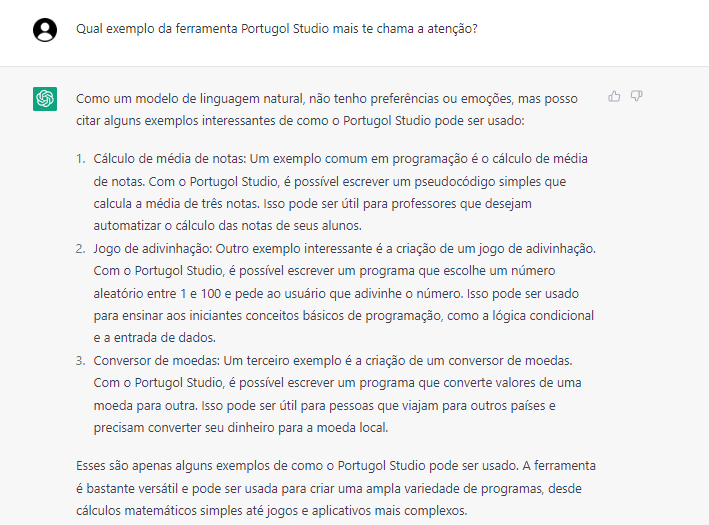 Qual exemplo da ferramenta Portugol Studio mais te chama a atenção?
Como um modelo de linguagem natural, não tenho preferências ou emoções, mas posso
citar alguns exemplos interessantes de como o Portugol Studio pode ser usado:
1. Cálculo de média de notas: Um exemplo comum em programação é o cálculo de média
de notas. Com o Portugol Studio, é possível escrever um pseudocódigo simples que
calcula a média de três notas. Isso pode ser útil para professores que desejam
automatizar o cálculo das notas de seus alunos.
2. Jogo de adivinhação: Outro exemplo interessante é a criação de um jogo de adivinhação.
Com o Portugol Studio, é possível escrever um programa que escolhe um número
aleatório entre 1 e 100 e pede ao usuário que adivinhe o número. Isso pode ser usado
para ensinar aos iniciantes conceitos básicos de programação, como a lógica condicional
e a entrada de dados.
3. Conversor de moedas: Um terceiro exemplo é a criação de um conversor de moedas.
Com o Portugol Studio, é possível escrever um programa que converte valores de uma
moeda para outra. Isso pode ser útil para pessoas que viajam para outros países e
precisam converter seu dinheiro para a moeda local.
Esses são apenas alguns exemplos de como o Portugol Studio pode ser usado. A ferramenta
é bastante versátil e pode ser usada para criar uma ampla variedade de programas, desde
cálculos matemáticos simples até jogos e aplicativos mais complexos.